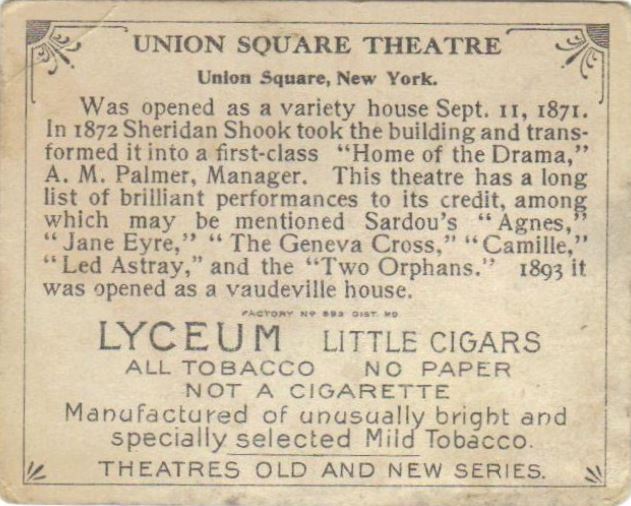 UNION SQUARE THEATRE
Union Square, New York.
Was opened as a variety house Sept. 11, 1871.
In 1872 Sheridan Shook took the building and trans-
formed it into a first-class "Home of the Drama,"
A. M. Palmer, Manager. This theatre has a long
list of brilliant performances to its credit, among
which may be mentioned Sardou's "Agnes,"
"Jane Eyre," "The Geneva Cross," "Camille,"
"Led Astray," and the "Two Orphans." 1893 it
was opened as a vaudeville house.
FACTORY No 593 DIST. MD
LYCEUM LITTLE CIGARS
ALL TOBACCO NO PAPER
NOT A CIGARETTE
Manufactured of unusually bright and
specially selected Mild Tobacco.
THEATRES OLD AND NEW SERIES.